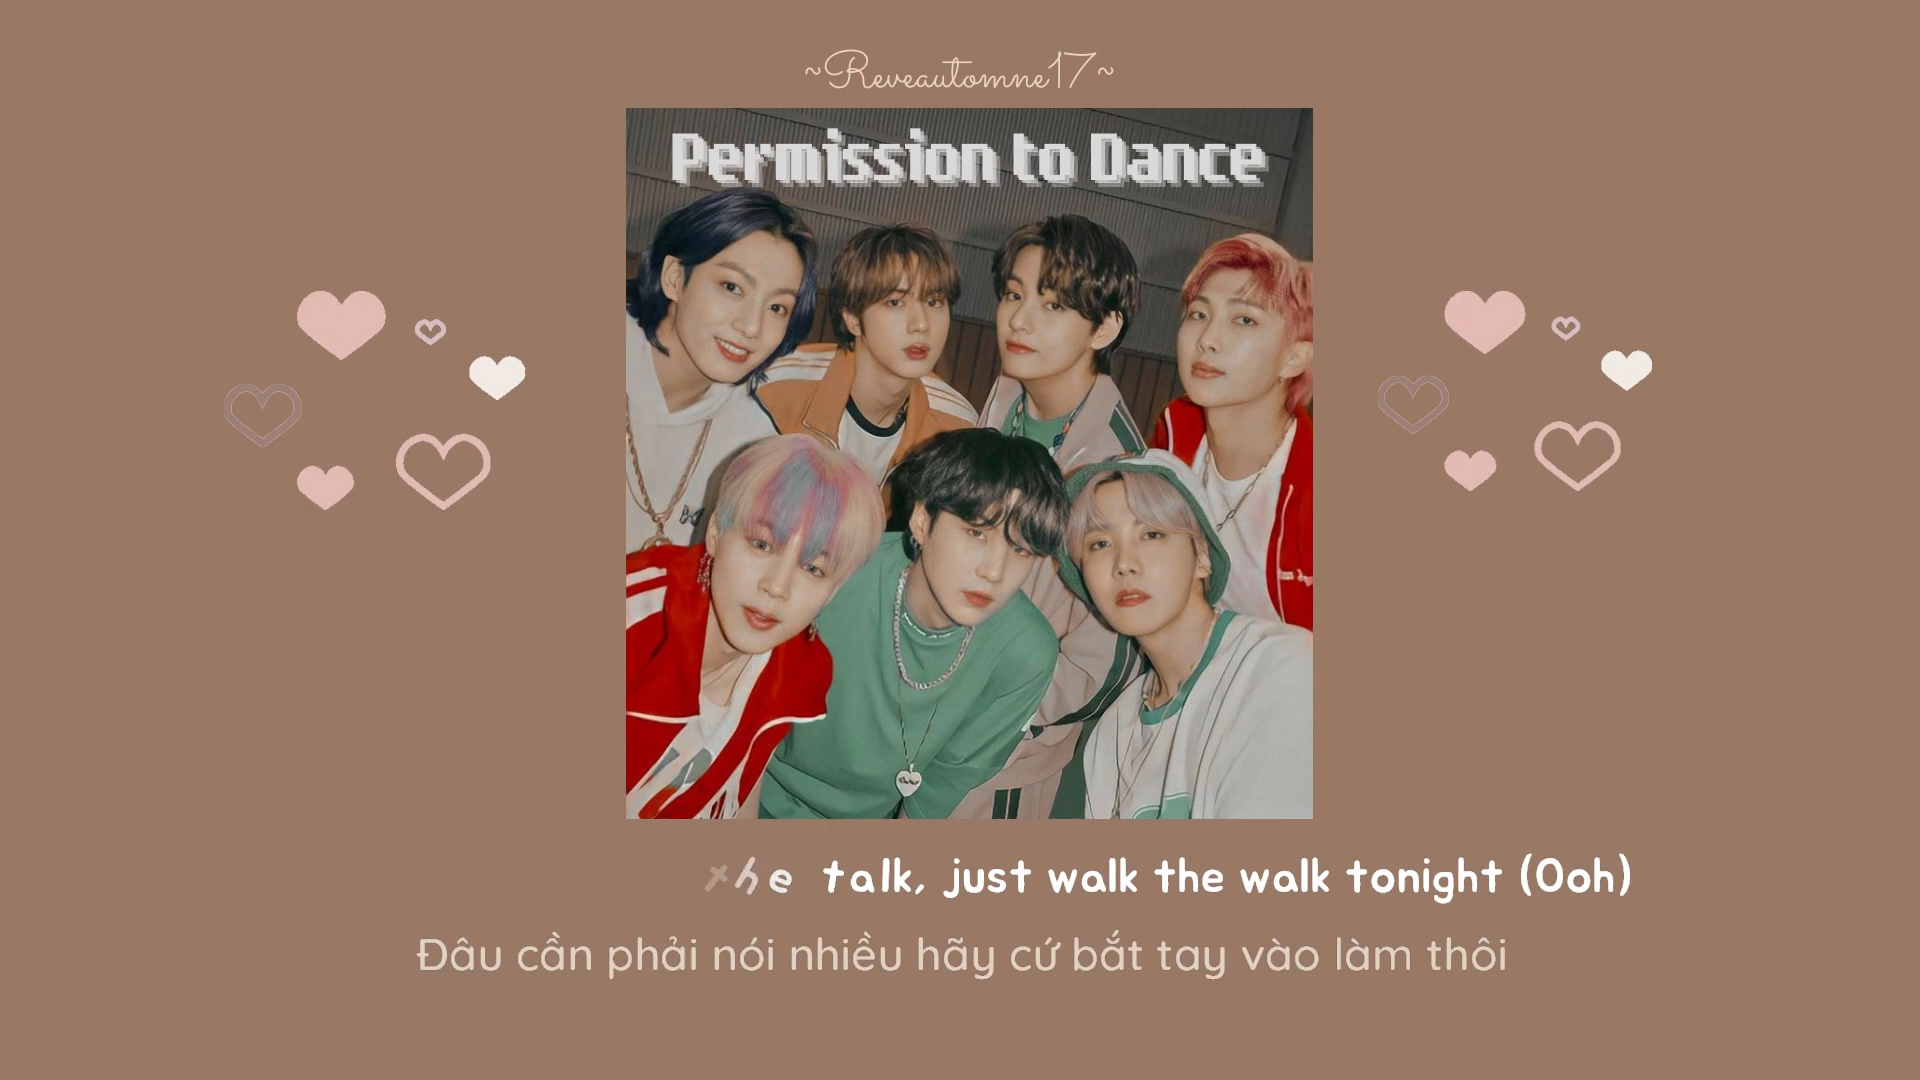 ~Reveautomne17~
Permission to Dance
the talk, just walk the walk tonight (Ooh)
Đâu cần phải nói nhiều hãy cứ bắt tay vào làm thôi